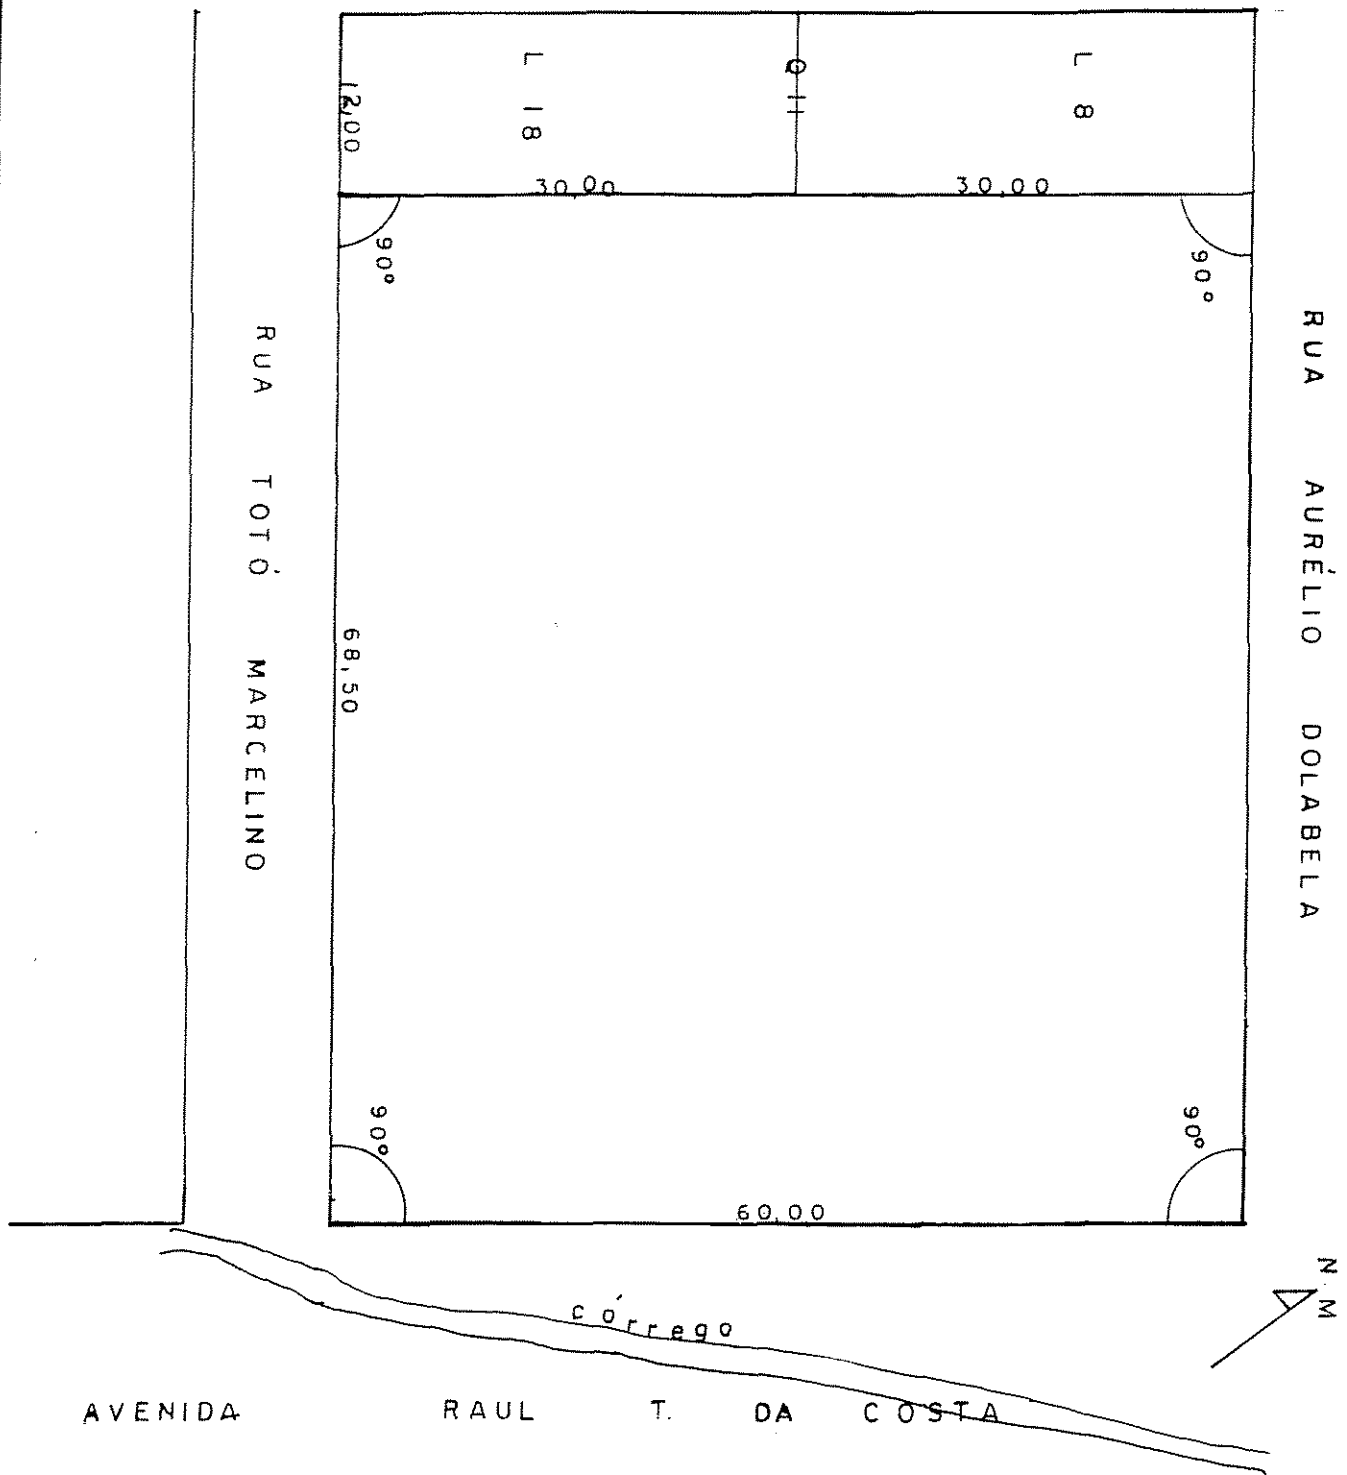 L 18
Q 11
L 8
12,00
30,00
30,00
90°
90°
RUA TOTÓ MARCELINO
RUA AURÉLIO DOLABELA
68,50
90°
90°
60,00
N M
córrego
AVENIDA RAUL T. DA COSTA